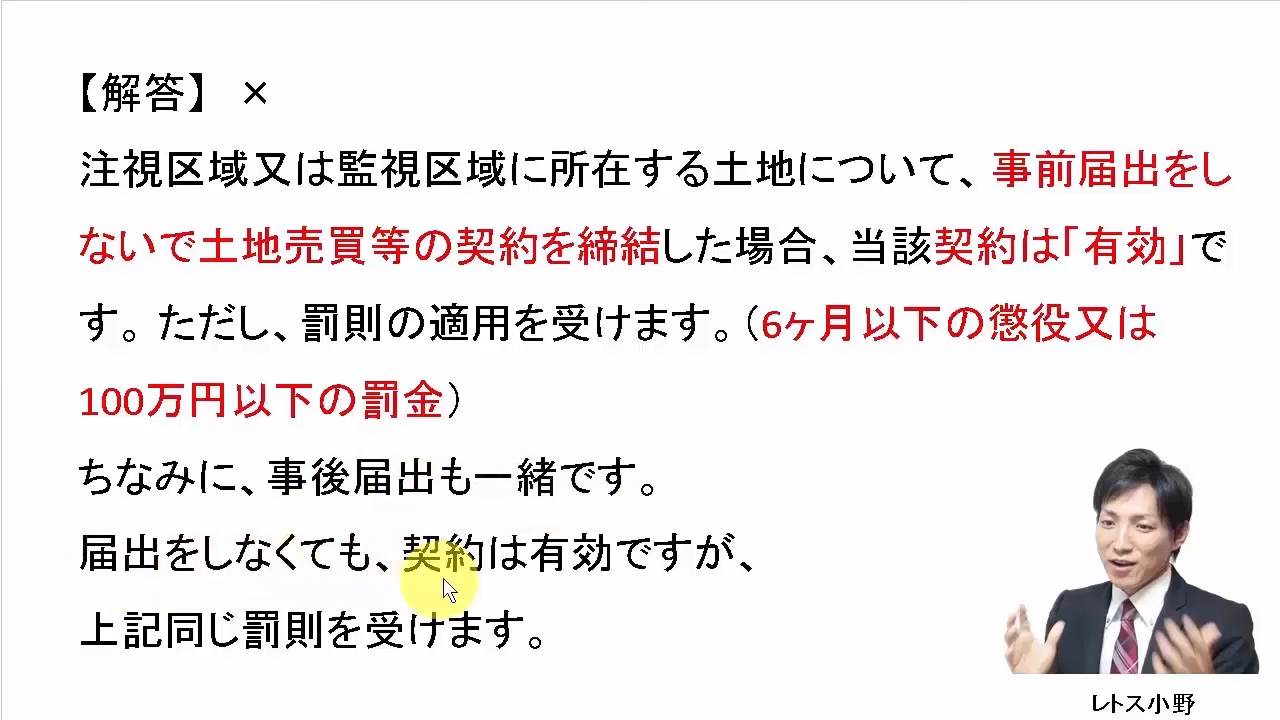 【解答】 ×
注視区域又は監視区域に所在する土地について、事前届出をし
ないで土地売買等の契約を締結した場合、当該契約は「有効」で
す。ただし、罰則の適用を受けます。（6ヶ月以下の懲役又は
100万円以下の罰金）
ちなみに、事後届出も一緒です。
届出をしなくても、契約は有効ですが、
上記同じ罰則を受けます。
レトス小野